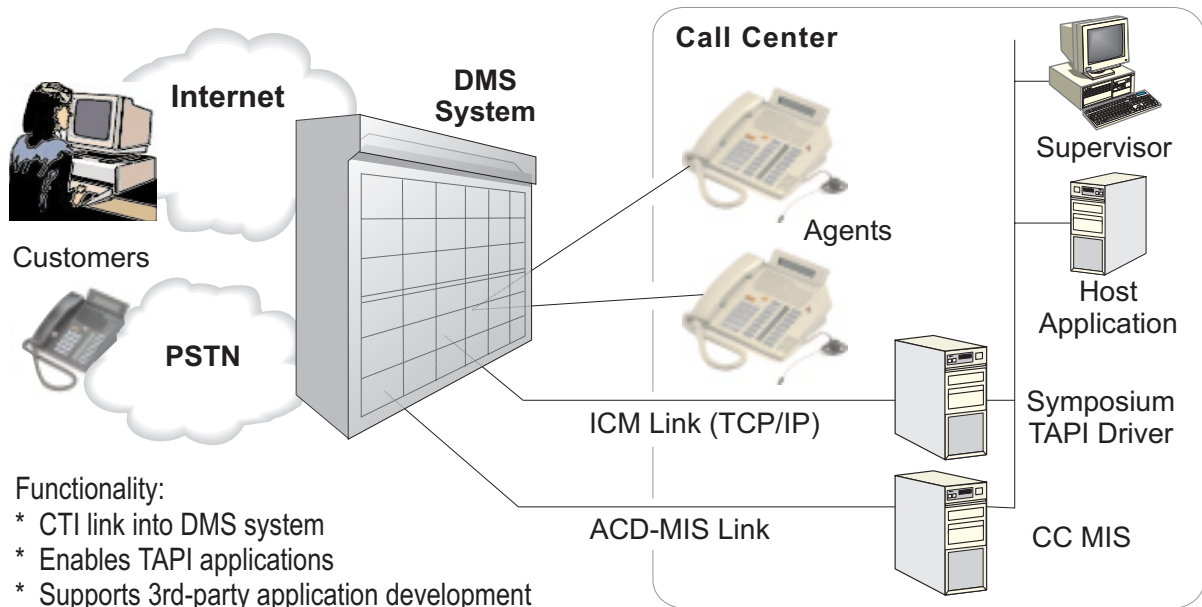 Call Center
Internet
DMS
System
Supervisor
Customers
Agents
Host
Application
PSTN
ICM Link (TCP/IP)
Symposium
TAPI Driver
ACD-MIS Link
CC MIS
Functionality:
* CTI link into DMS system
* Enables TAPI applications
* Supports 3rd-party application development